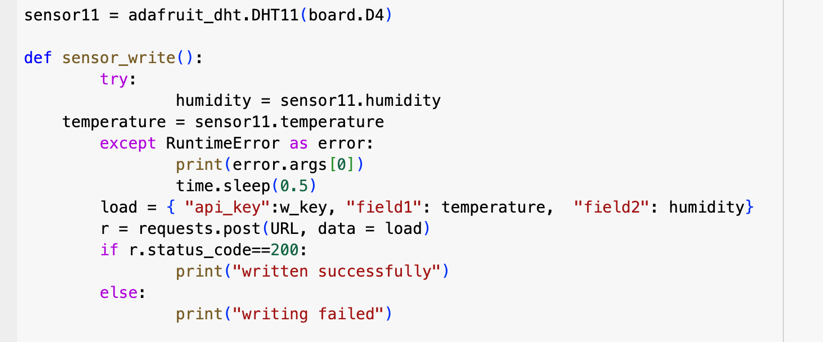 sensor11 = adafruit_dht.DHT11(board.D4)
def sensor_write():
try:
humidity = sensor11.humidity
temperature = sensor11.temperature
except RuntimeError as error:
print(error.args[0])
time.sleep(0.5)
load = { "api_key":w_key, "field1": temperature,  "field2": humidity}
r = requests.post(URL, data = load)
if r.status_code==200:
print("written successfully")
else:
print("writing failed")